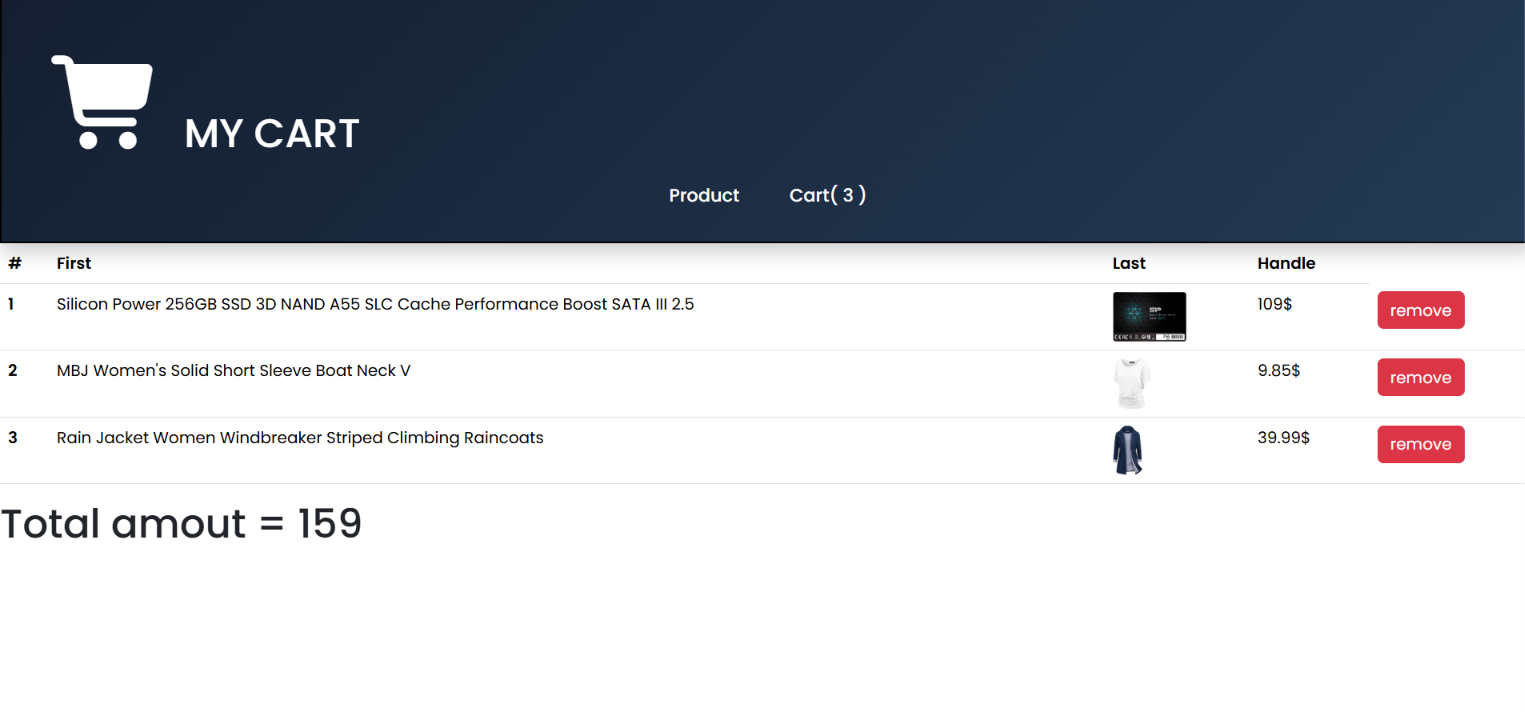 MY CART
Product Cart( 3 )
# First Last Handle
1 Silicon Power 256GB SSD 3D NAND A55 SLC Cache Performance Boost SATA III 2.5 109$ remove
2 MBJ Women's Solid Short Sleeve Boat Neck V 9.85$ remove
3 Rain Jacket Women Windbreaker Striped Climbing Raincoats 39.99$ remove
Total amout = 159